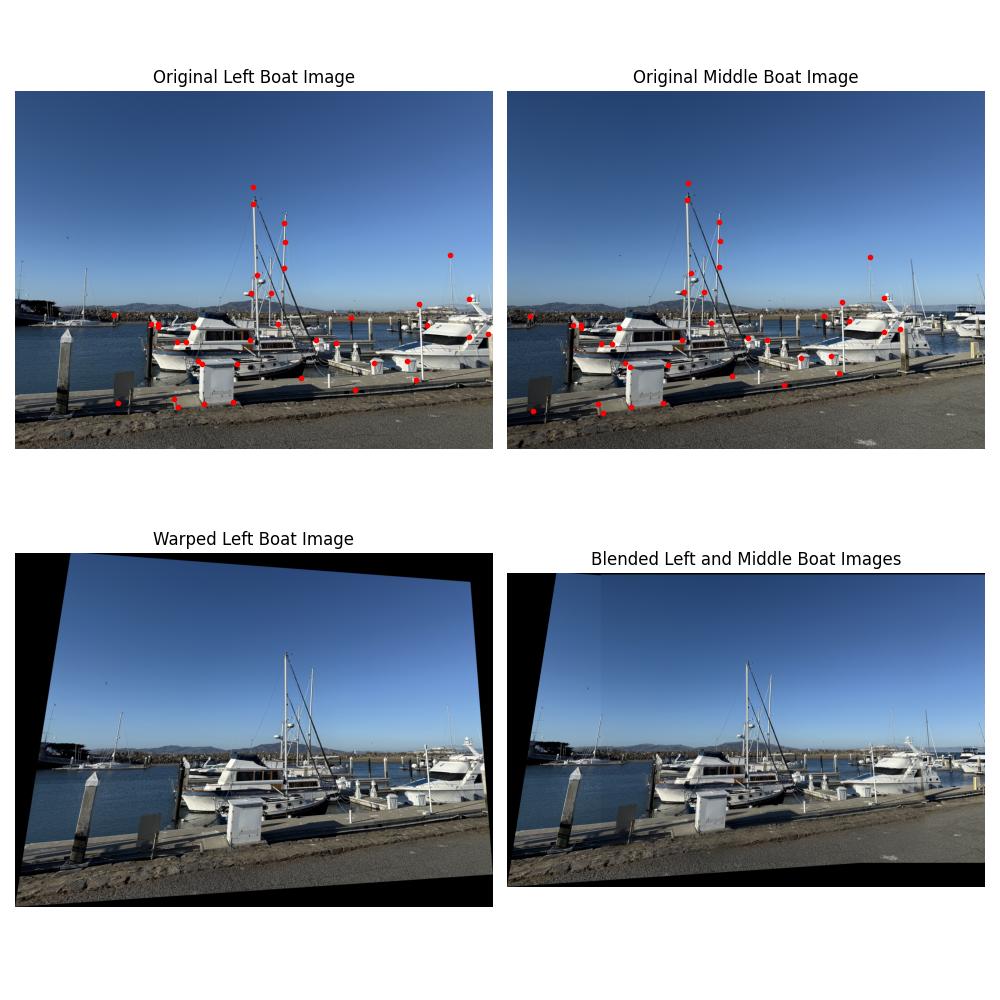 Original Left Boat Image
Original Middle Boat Image
Warped Left Boat Image
Blended Left and Middle Boat Images